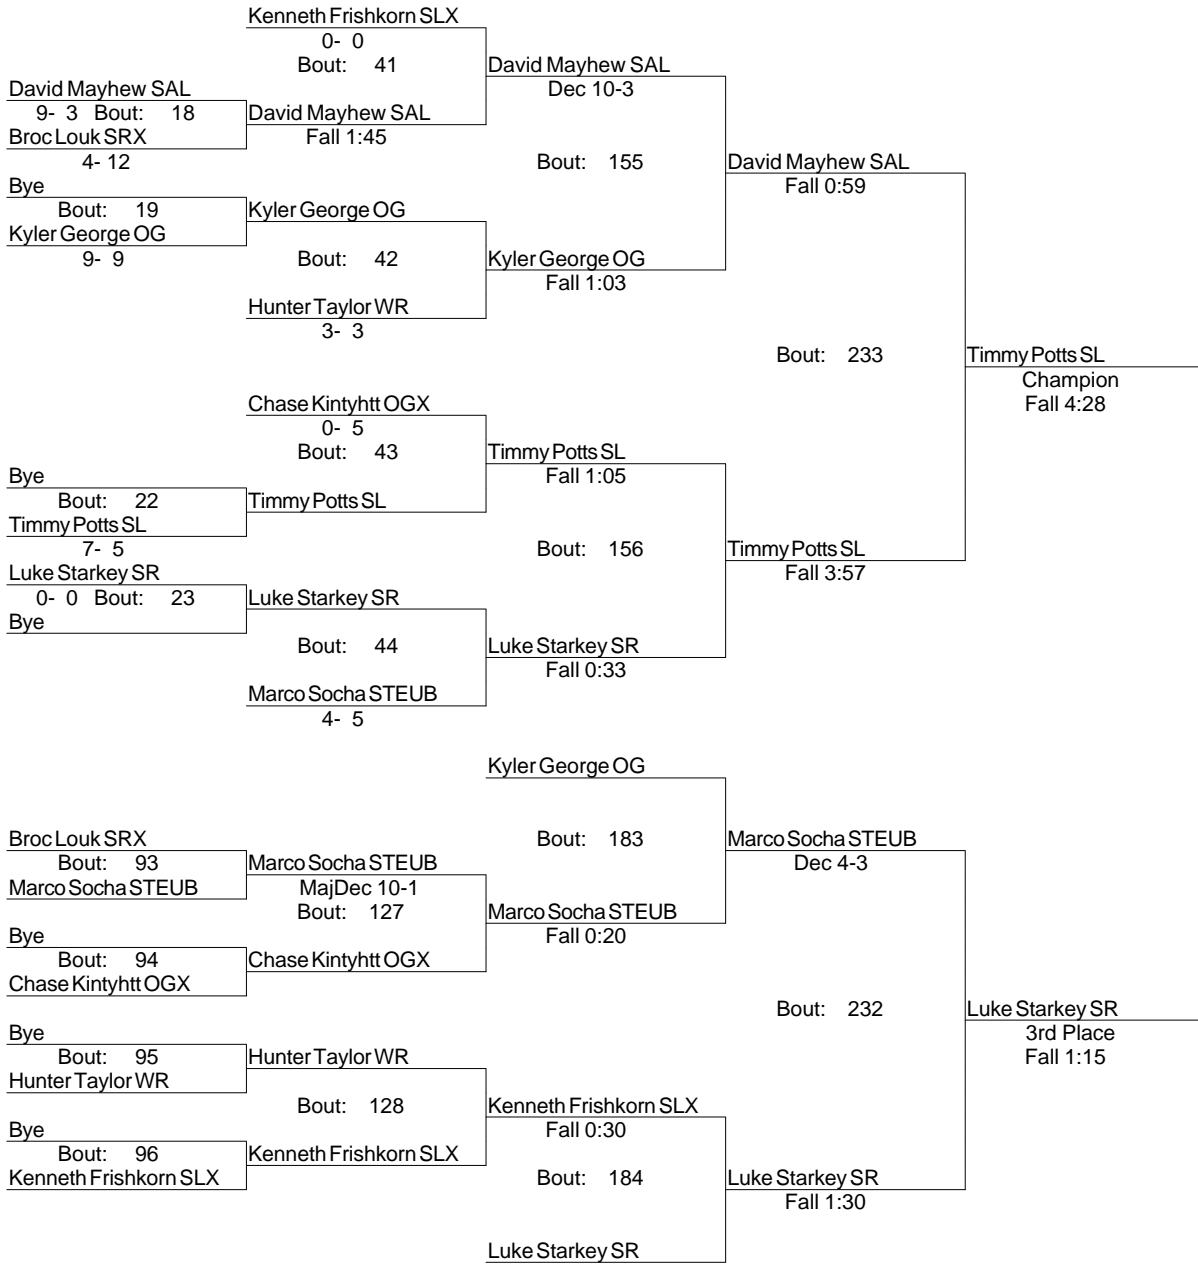 Kenneth Frishkorn SLX
0- 0
Bout: 41
David Mayhew SAL
Dec 10-3
David Mayhew SAL
9- 3 Bout: 18
David Mayhew SAL
Fall 1:45
Broc Louk SRX
4- 12
Bout: 155
David Mayhew SAL
Fall 0:59
Bye
Bout: 19
Kyler George OG
Kyler George OG
9- 9
Bout: 42
Kyler George OG
Fall 1:03
Hunter Taylor WR
3- 3
Bout: 233
Timmy Potts SL
Champion
Fall 4:28
Chase Kintyhtt OGX
0- 5
Bout: 43
Timmy Potts SL
Fall 1:05
Bye
Bout: 22
Timmy Potts SL
Timmy Potts SL
7- 5
Bout: 156
Timmy Potts SL
Fall 3:57
Luke Starkey SR
0- 0 Bout: 23
Luke Starkey SR
Bye
Bout: 44
Luke Starkey SR
Fall 0:33
Marco Socha STEUB
4- 5
Kyler George OG
Bout: 183
Marco Socha STEUB
Dec 4-3
Broc Louk SRX
Bout: 93
Marco Socha STEUB
Marco Socha STEUB
MajDec 10-1
Bout: 127
Marco Socha STEUB
Fall 0:20
Bye
Bout: 94
Chase Kintyhtt OGX
Chase Kintyhtt OGX
Bout: 232
Luke Starkey SR
3rd Place
Fall 1:15
Bye
Bout: 95
Hunter Taylor WR
Hunter Taylor WR
Bout: 128
Kenneth Frishkorn SLX
Fall 0:30
Bye
Bout: 96
Kenneth Frishkorn SLX
Kenneth Frishkorn SLX
Bout: 184
Luke Starkey SR
Fall 1:30
Luke Starkey SR